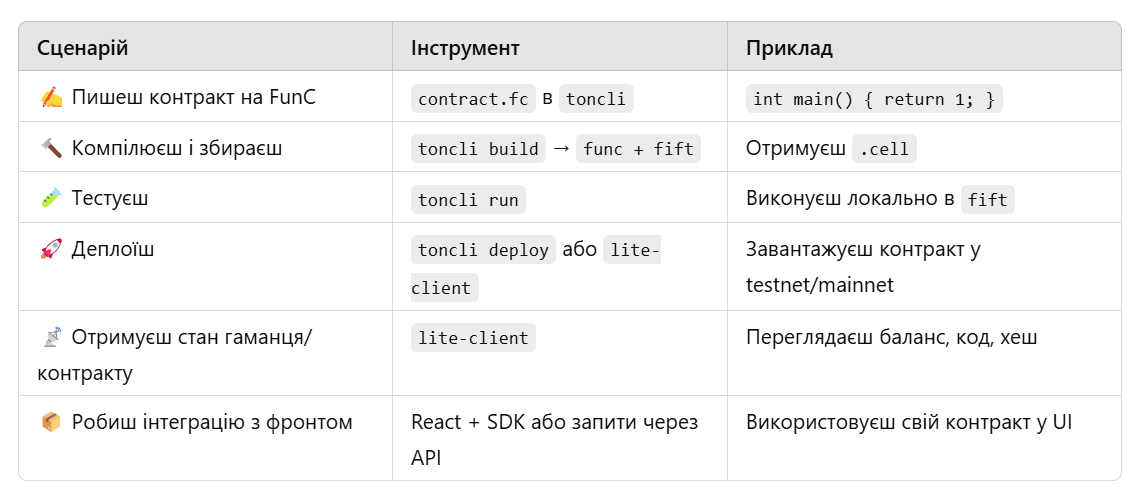 Сценарій Інструмент Приклад
✍️ Пишеш контракт на FunC contract.fc в toncli int main() { return 1; }
🔨 Компілюєш і збираєш toncli build → func + fift Отримуєш .cell
🧪 Тестуєш toncli run Виконуєш локально в fift
🚀 Деплоїш toncli deploy або lite-
client
Завантажуєш контракт у
testnet/mainnet
📡 Отримуєш стан гаманця/
контракту
lite-client
Переглядаєш баланс, код, хеш
📦 Робиш інтеграцію з фронтом
React + SDK або запити через
API
Використовуєш свій контракт у UI